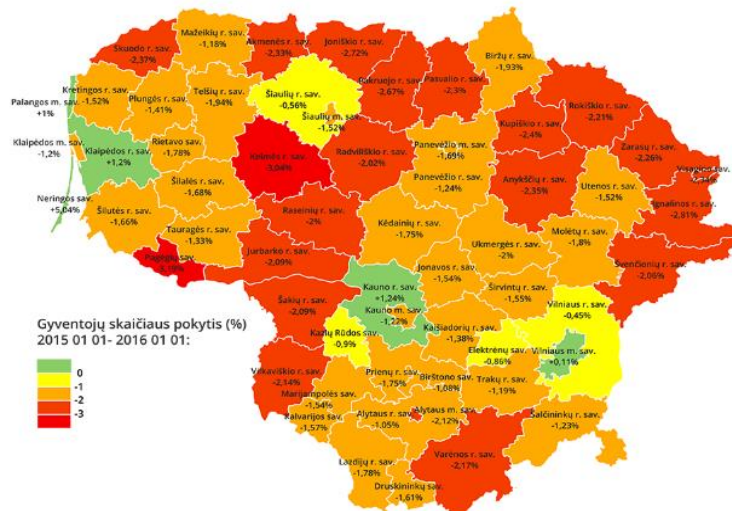 Mažeikių r. sav.
-1,18%
Skuodo r. sav.
-2,37%
Akmenės r. sav.
-2,33%
Joniškio r. sav.
-2,72%
Biržų r. sav.
-1,93%
Kretingos r. sav.
-1,52%
Palangos m. sav.
+1%
Plungės r. sav.
-1,41%
Telšių r. sav.
-1,94%
Šiaulių r. sav.
-0,56%
Šiaulių m. sav.
-1,52%
Pakruojo r. sav.
-2,67%
Pasvalio r. sav.
-2,3%
Rokiškio r. sav.
-2,21%
Kupiškio r. sav.
-2,4%
Klaipėdos m. sav.
-1,2%
Klaipėdos r. sav.
+1,2%
Rietavo sav.
-1,78%
Kelmės r. sav.
-3,04%
Radviliškio r. sav.
-2,02%
Panevėžio m. sav.
-1,69%
Panevėžio r. sav.
-1,24%
Zarasų r. sav.
-2,26%
Visagino sav.
Anykščių r. sav.
-2,35%
Utenos r. sav.
-1,52%
Ignalinos r. sav.
-2,81%
Neringos sav.
+5,04%
Šilalės r. sav.
-1,68%
Šilutės r. sav.
-1,66%
Tauragės r. sav.
-1,33%
Raseinių r. sav.
-2%
Kėdainių r. sav.
-1,75%
Ukmergės r. sav.
-2%
Molėtų r. sav.
-1,8%
Švenčionių r. sav.
-2,06%
Pagėgių sav.
Jurbarko r. sav.
-2,09%
Jonavos r. sav.
-1,54%
Širvintų r. sav.
-1,55%
Kauno r. sav.
+1,24%
Kauno m. sav.
-1,22%
Vilniaus r. sav.
-0,45%
Šakių r. sav.
-2,09%
Kazlų Rūdos sav.
-0,9%
Kaišiadorių r. sav.
-1,38%
Elektrėnų sav.
-0,86%
Vilniaus m. sav.
+0,11%
Gyventojų skaičiaus pokytis (%)
2015 01 01- 2016 01 01:
0
-1
-2
-3
Vilkaviškio r. sav.
-2,14%
Prienų r. sav.
-1,75%
Birštono sav.
-1,08%
Trakų r. sav.
-1,19%
Marijampolės sav.
-1,54%
Kalvarijos sav.
-1,57%
Alytaus r. sav.
-1,05%
Alytaus m. sav.
-2,12%
Šalčininkų r. sav.
-1,23%
Varėnos r. sav.
-2,17%
Lazdijų r. sav.
-1,78%
Druskininkų sav.
-1,61%